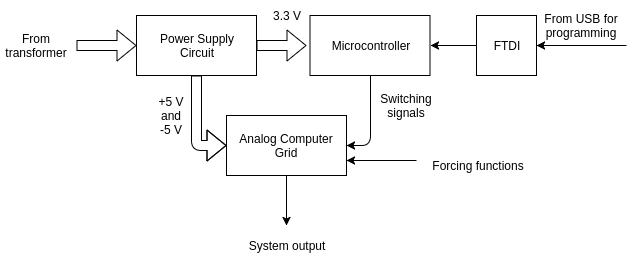 From
transformer
Power Supply
Circuit
3.3 V
Microcontroller
FTDI
From USB for
programming
+5 V
and
-5 V
Switching
signals
Analog Computer
Grid
Forcing functions
System output